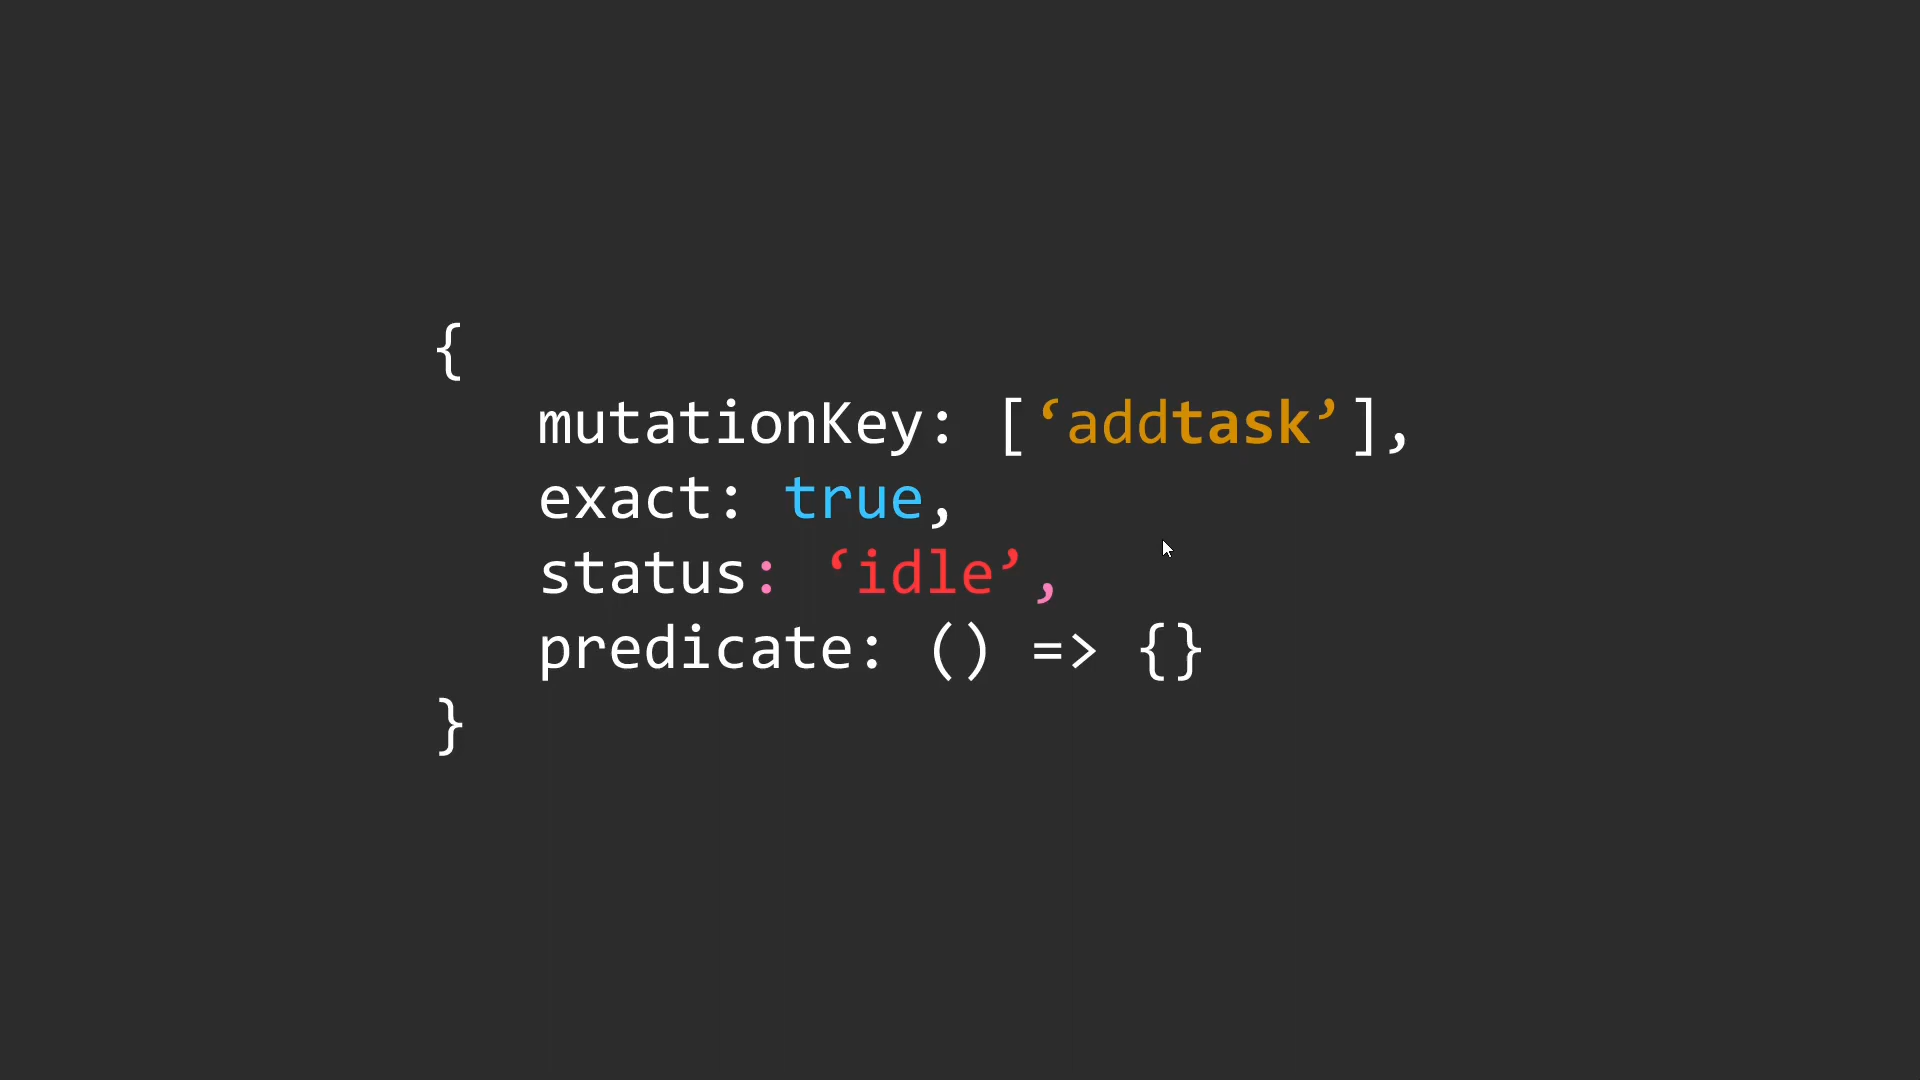 {
mutationKey: [‘addtask’],
exact: true,
status: ‘idle’,
predicate: () => {}
}